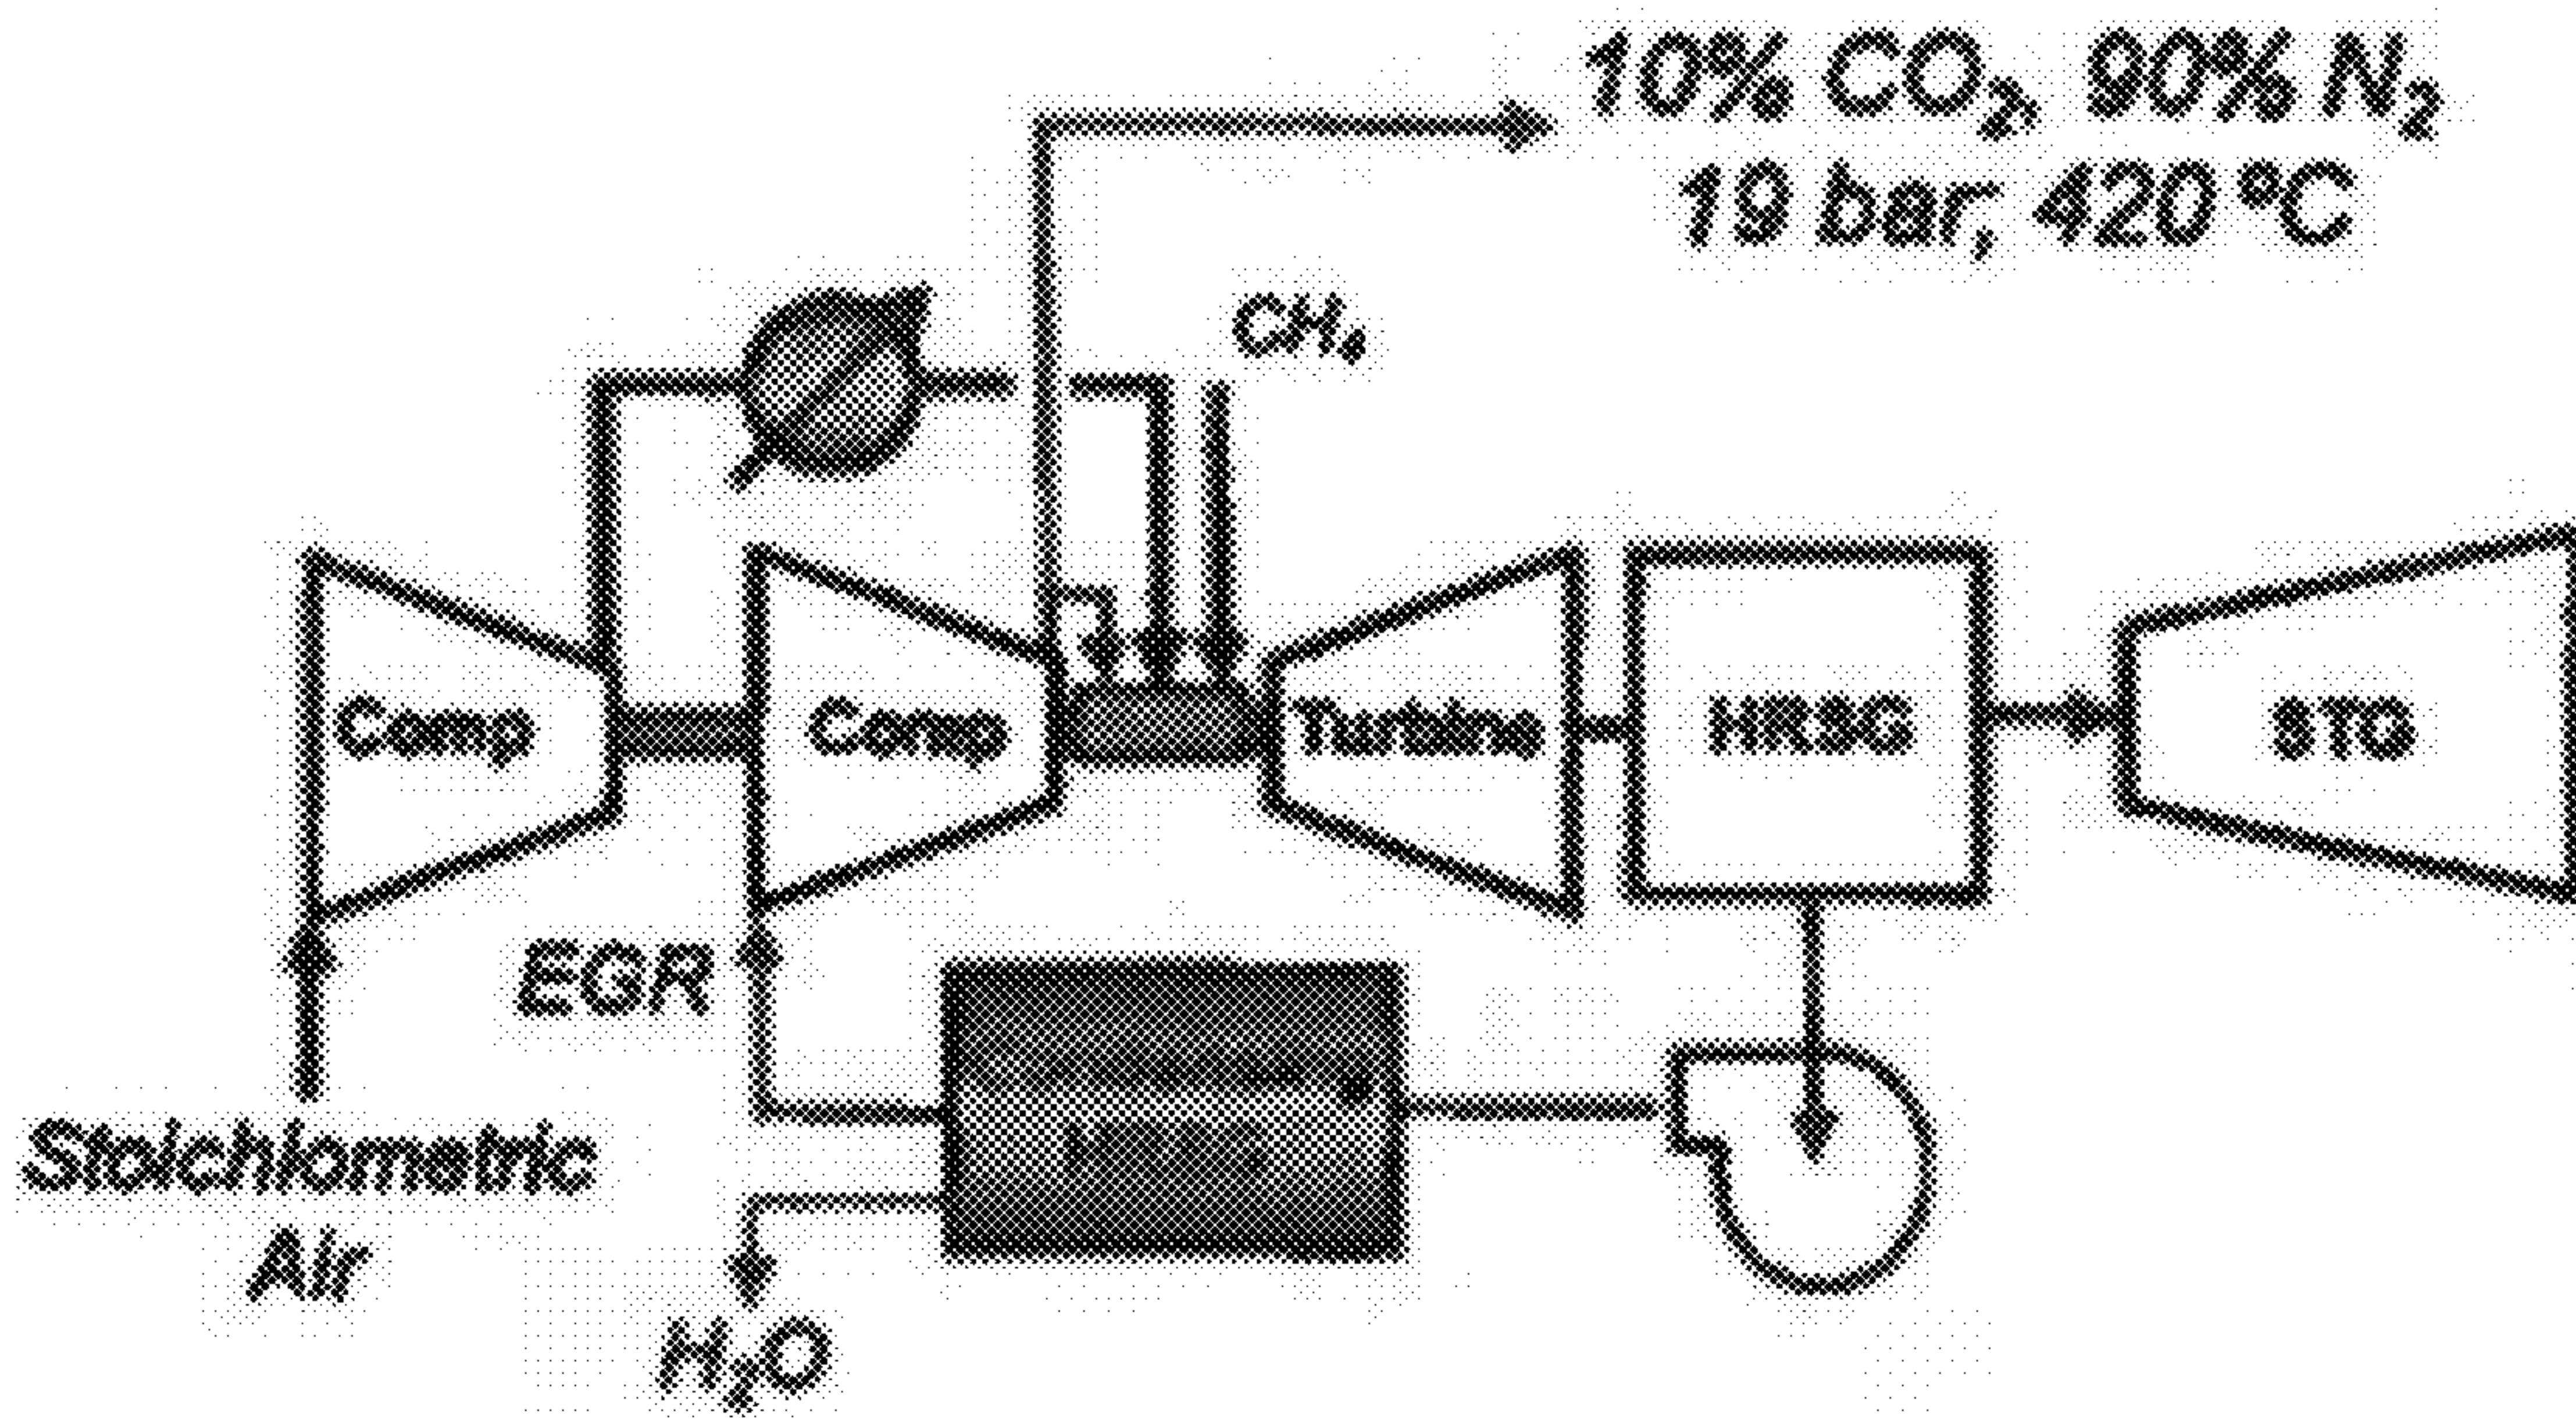 10% CO2, 90% N2
19 bar, 420 °C
CH4
Comp
Comp
Turbine
HRSG
STG
EGR
Stoichiometric
Air
H2O